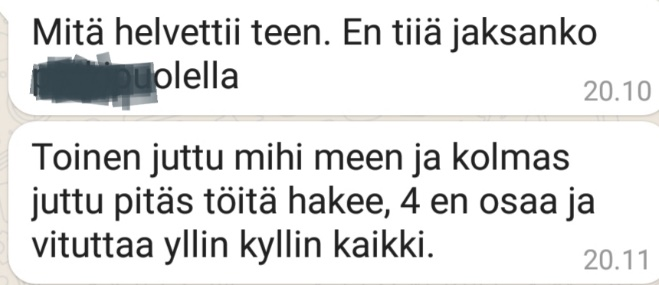 Mitä helvettii teen. En tiiä jaksanko
olella
20.10
Toinen juttu mihi meen ja kolmas
juttu pitäs töitä hakee, 4 en osaa ja
vituttaa yllin kyllin kaikki.
20.11